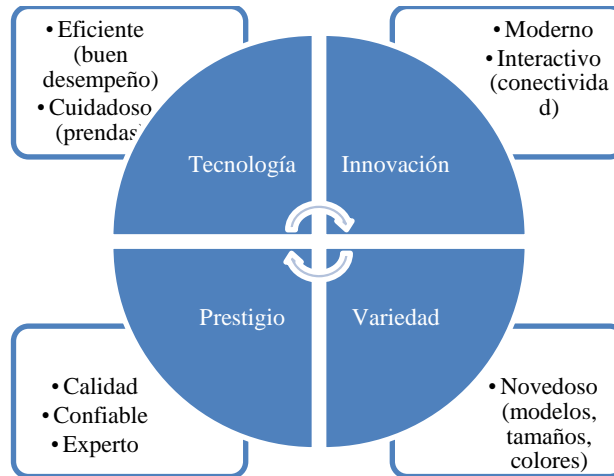 • Eficiente
(buen
desempeño)
• Cuidadoso
(prendas)
• Moderno
• Interactivo
(conectivida
d)
Tecnología
Innovación
Prestigio
Variedad
• Calidad
• Confiable
• Experto
• Novedoso
(modelos,
tamaños,
colores)